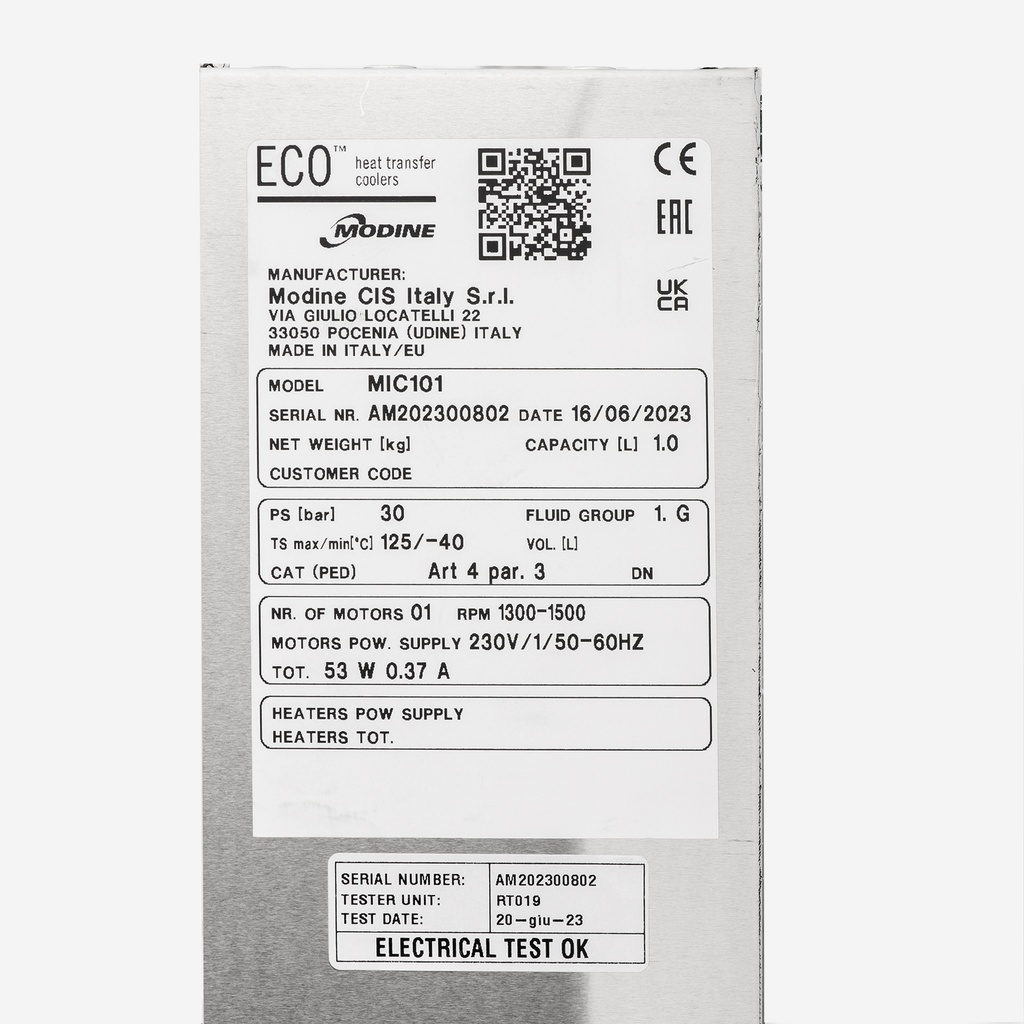 ECO™ heat transfer
coolers
MODINE
CE
EAC
UK
CA
MANUFACTURER:
Modine CIS Italy S.r.l.
VIA GIULIO LOCATELLI 22
33050 POCENIA (UDINE) ITALY
MADE IN ITALY/EU
MODEL MIC101
SERIAL NR. AM202300802 DATE 16/06/2023
NET WEIGHT [kg] CAPACITY [L] 1.0
CUSTOMER CODE
PS [bar] 30 FLUID GROUP 1. G
TS max/min[°C] 125/-40 VOL. [L]
CAT (PED) Art 4 par. 3 DN
NR. OF MOTORS 01 RPM 1300-1500
MOTORS POW. SUPPLY 230V/1/50-60HZ
TOT. 53 W 0.37 A
HEATERS POW SUPPLY
HEATERS TOT.
SERIAL NUMBER: AM202300802
TESTER UNIT: RT019
TEST DATE: 20-giu-23
ELECTRICAL TEST OK